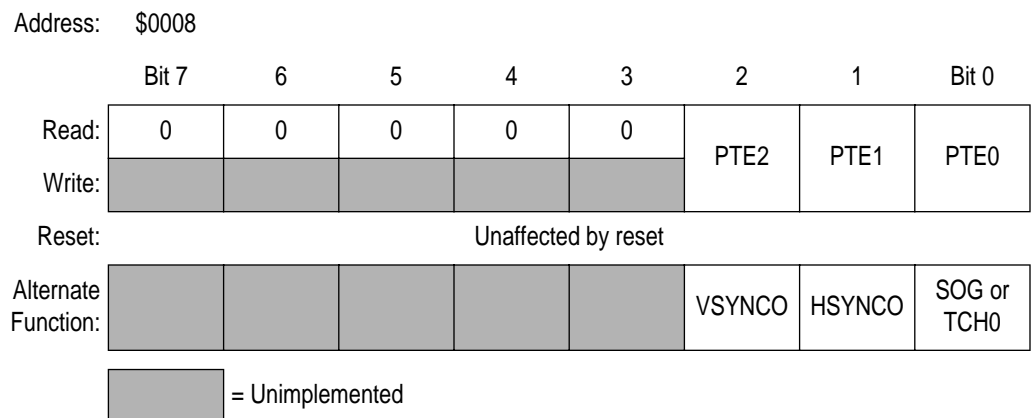 Address: $0008
Bit 7 6 5 4 3 2 1 Bit 0
Read: 0 0 0 0 0 PTE2 PTE1 PTE0
Write:
Reset: Unaffected by reset
Alternate Function: VSYNCO HSYNCO SOG or TCH0
= Unimplemented